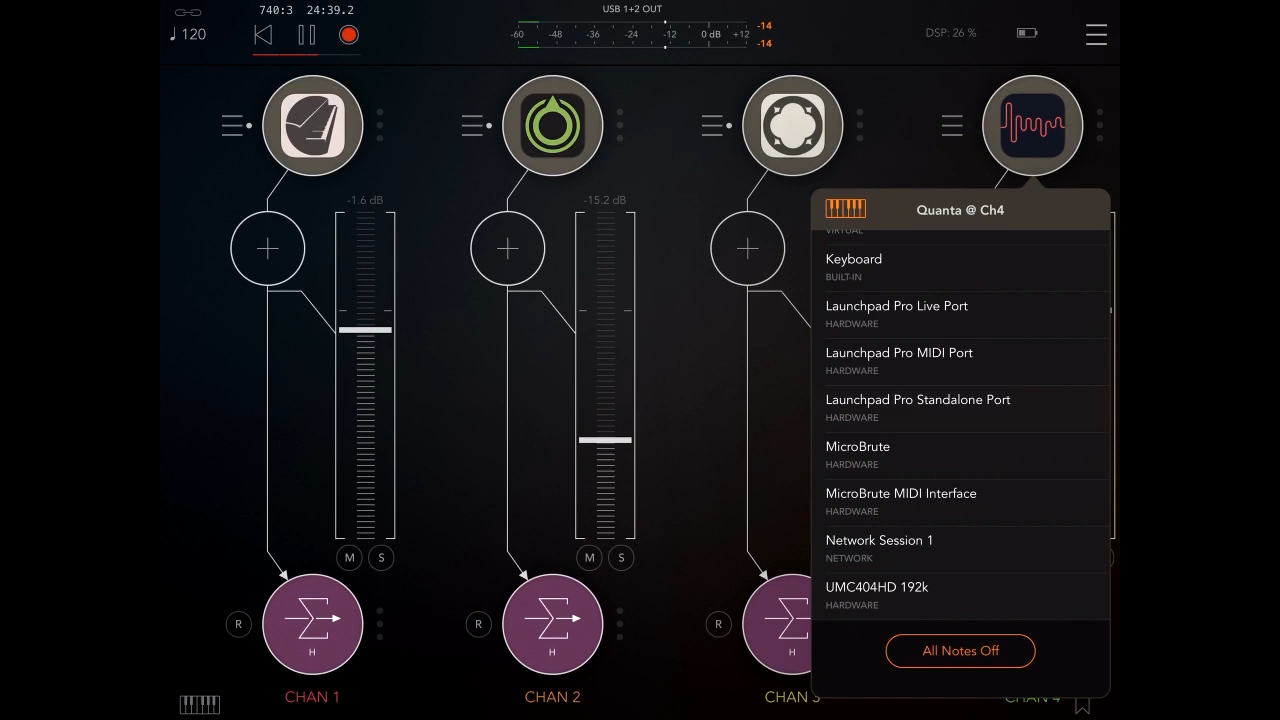 740:3 24:39.2
USB 1+2 OUT
♩ 120
-60 -48 -36 -24 -12 0 dB +12
-14
-14
DSP: 26 %
-1.6 dB
-15.2 dB
Quanta @ Ch4
VIRTUAL
Keyboard
BUILT-IN
Launchpad Pro Live Port
HARDWARE
Launchpad Pro MIDI Port
HARDWARE
Launchpad Pro Standalone Port
HARDWARE
MicroBrute
HARDWARE
MicroBrute MIDI Interface
HARDWARE
Network Session 1
NETWORK
UMC404HD 192k
HARDWARE
All Notes Off
M S
M S
R
H
R
H
R
H
CHAN 1
CHAN 2
CHAN 3
CHAN 4